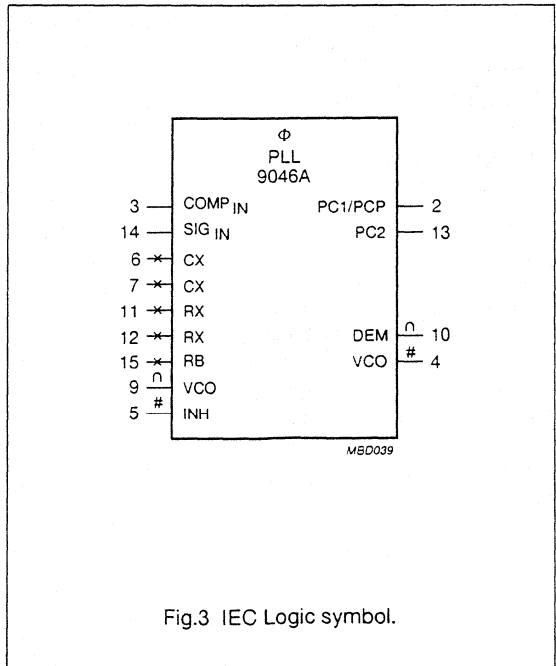 Φ
PLL
9046A
3 COMP IN PC1/PCP 2
14 SIG IN PC2 13
6 CX
7 CX
11 RX
12 RX DEM ∩ 10
15 RB VCO # 4
9 ∩ VCO
5 # INH
MBD039
Fig.3 IEC Logic symbol.